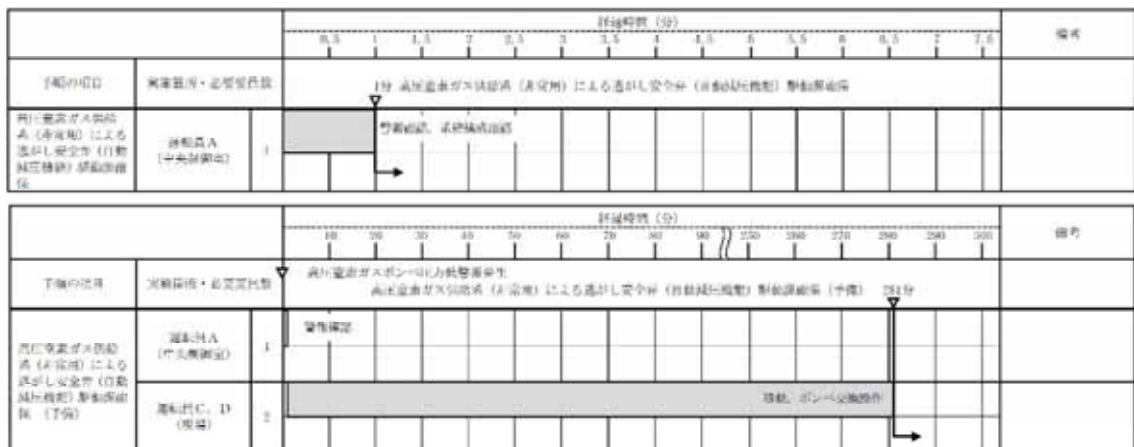 経過時間（分）
備考
0.5 1 1.5 2 2.5 3 3.5 4 4.5 5 5.5 6 6.5 7 7.5
手順の項目
実施箇所・必要要員数
1分 高圧窒素ガス供給系（非常用）による逃がし安全弁（自動減圧機能）駆動源確保
高圧窒素ガス供給
系（非常用）による
逃がし安全弁（自動
減圧機能）駆動源確
保
運転員A
（中央制御室）
1
警報確認、系統構成確認
経過時間（分）
備考
10 20 30 40 50 60 70 80 90 250 260 270 280 290 300
手順の項目
実施箇所・必要要員数
高圧窒素ガスボンベ圧力低警報発生
高圧窒素ガス供給系（非常用）による逃がし安全弁（自動減圧機能）駆動源確保（予備） 281分
高圧窒素ガス供給
系（非常用）による
逃がし安全弁（自動
減圧機能）駆動源確
保（予備）
運転員A
（中央制御室）
1
警報確認
運転員C，D
（現場）
2
移動、ボンベ交換操作